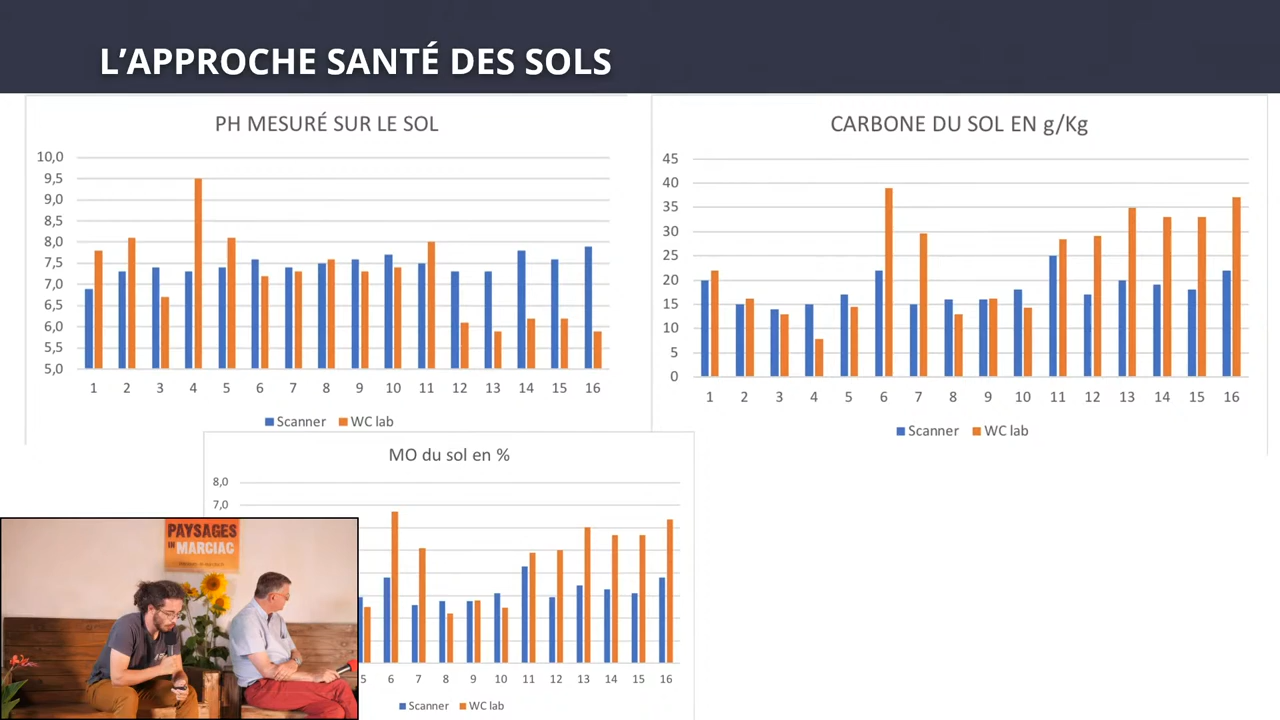 L'APPROCHE SANTÉ DES SOLS
PH MESURÉ SUR LE SOL
10,0
9,5
9,0
8,5
8,0
7,5
7,0
6,5
6,0
5,5
5,0
1 2 3 4 5 6 7 8 9 10 11 12 13 14 15 16
Scanner WC lab
CARBONE DU SOL EN g/Kg
45
40
35
30
25
20
15
10
5
0
1 2 3 4 5 6 7 8 9 10 11 12 13 14 15 16
Scanner WC lab
MO du sol en %
8,0
7,0
5 6 7 8 9 10 11 12 13 14 15 16
Scanner WC lab
PAYSAGES
IN MARCIAC